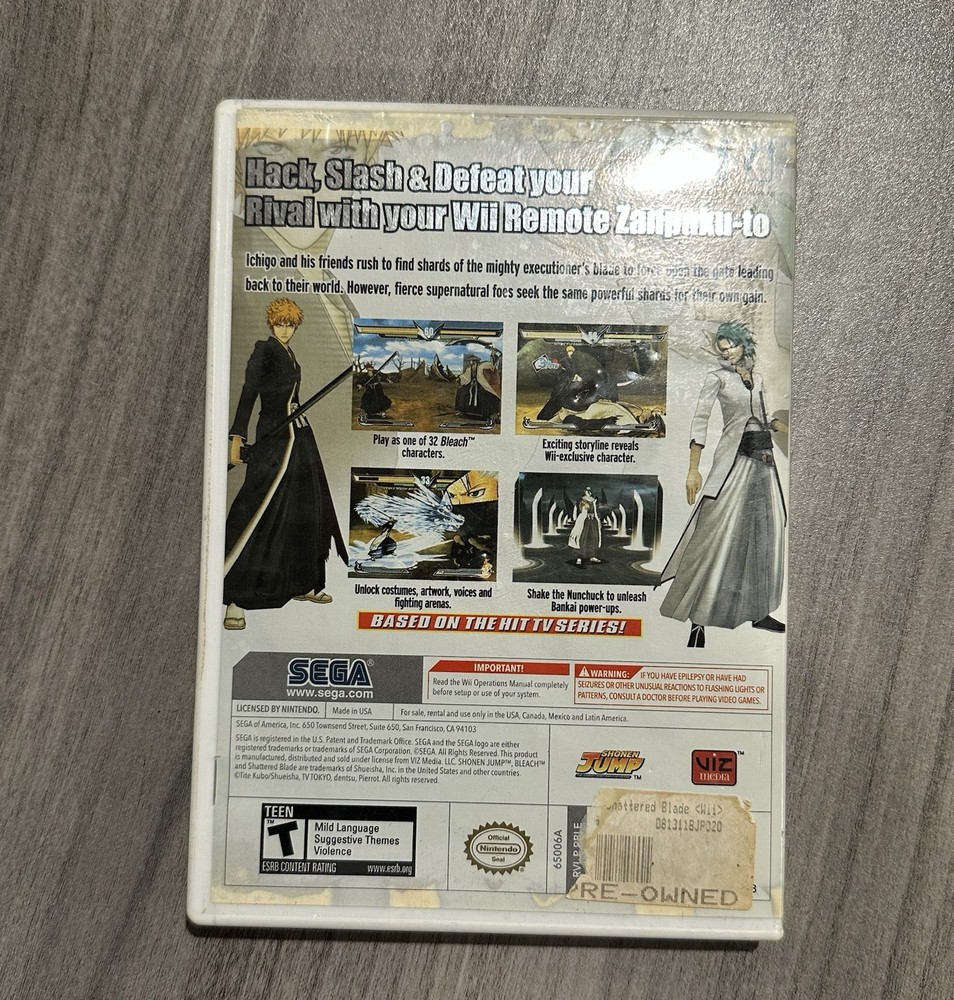 Hack, Slash & Defeat your
Rival with your Wii Remote Zanpaku-to
Ichigo and his friends rush to find shards of the mighty executioner's blade to force open the gate leading
back to their world. However, fierce supernatural foes seek the same powerful shards for their own gain.
60
Play as one of 32 Bleach™
characters.
Exciting storyline reveals
Wii-exclusive character.
33
Unlock costumes, artwork, voices and
fighting arenas.
Shake the Nunchuck to unleash
Bankai power-ups.
BASED ON THE HIT TV SERIES!
SEGA®
www.sega.com
IMPORTANT!
Read the Wii Operations Manual completely
before setup or use of your system.
WARNING: IF YOU HAVE EPILEPSY OR HAVE HAD
SEIZURES OR OTHER UNUSUAL REACTIONS TO FLASHING LIGHTS OR
PATTERNS, CONSULT A DOCTOR BEFORE PLAYING VIDEO GAMES.
LICENSED BY NINTENDO. Made in USA For sale, rental and use only in the USA, Canada, Mexico and Latin America.
SEGA of America, Inc. 650 Townsend Street, Suite 650, San Francisco, CA 94103
SEGA is registered in the U.S. Patent and Trademark Office. SEGA and the SEGA logo are either
registered trademarks or trademarks of SEGA Corporation. ©SEGA. All Rights Reserved. This product
is manufactured, distributed and sold under license from VIZ Media. LLC. SHONEN JUMP™, BLEACH™
and Shattered Blade are trademarks of Shueisha, Inc. in the United States and other countries.
©Tite Kubo/Shueisha, TV TOKYO, dentsu, Pierrot. All rights reserved.
SHONEN
JUMP™
VIZ™
media
TEEN
T™
Mild Language
Suggestive Themes
Violence
ESRB CONTENT RATING www.esrb.org
Official
Nintendo
Seal
65006A
hattered Blade <Wii>
0813118JP020
PRE-OWNED